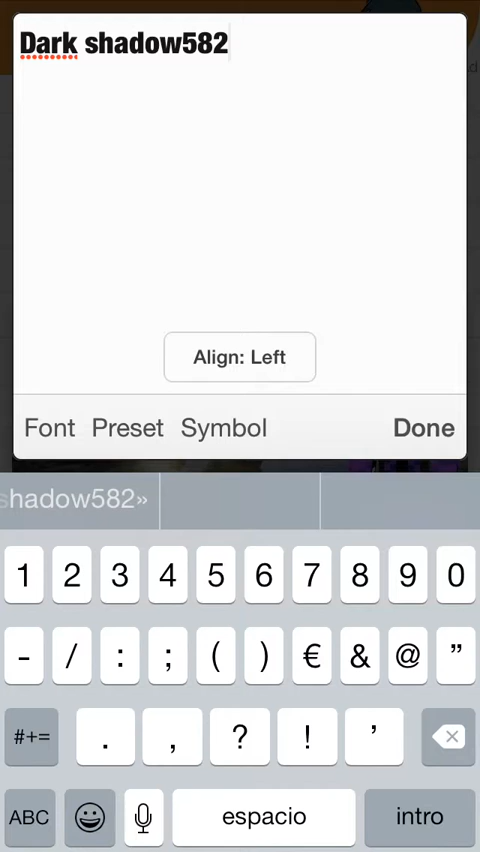 Dark shadow582
Align: Left
Font Preset Symbol Done
shadow582»
1 2 3 4 5 6 7 8 9 0
- / : ; ( ) € & @ ”
#+= . , ? ! ’
ABC espacio intro